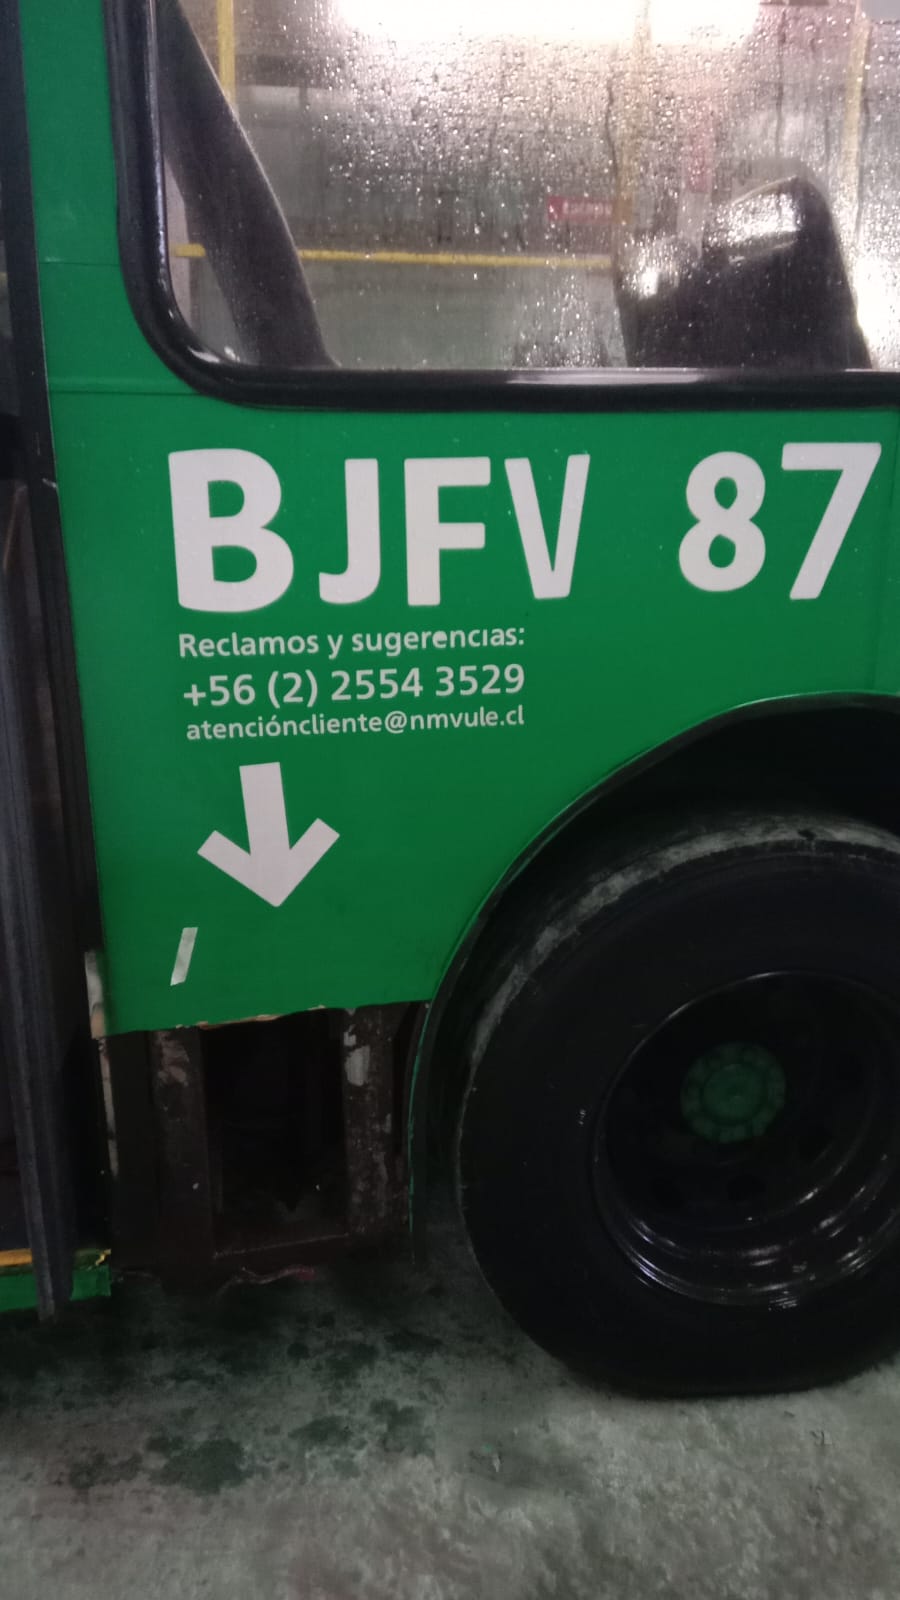 BJFV 87
Reclamos y sugerencias:
+56 (2) 2554 3529
atencióncliente@nmvule.cl